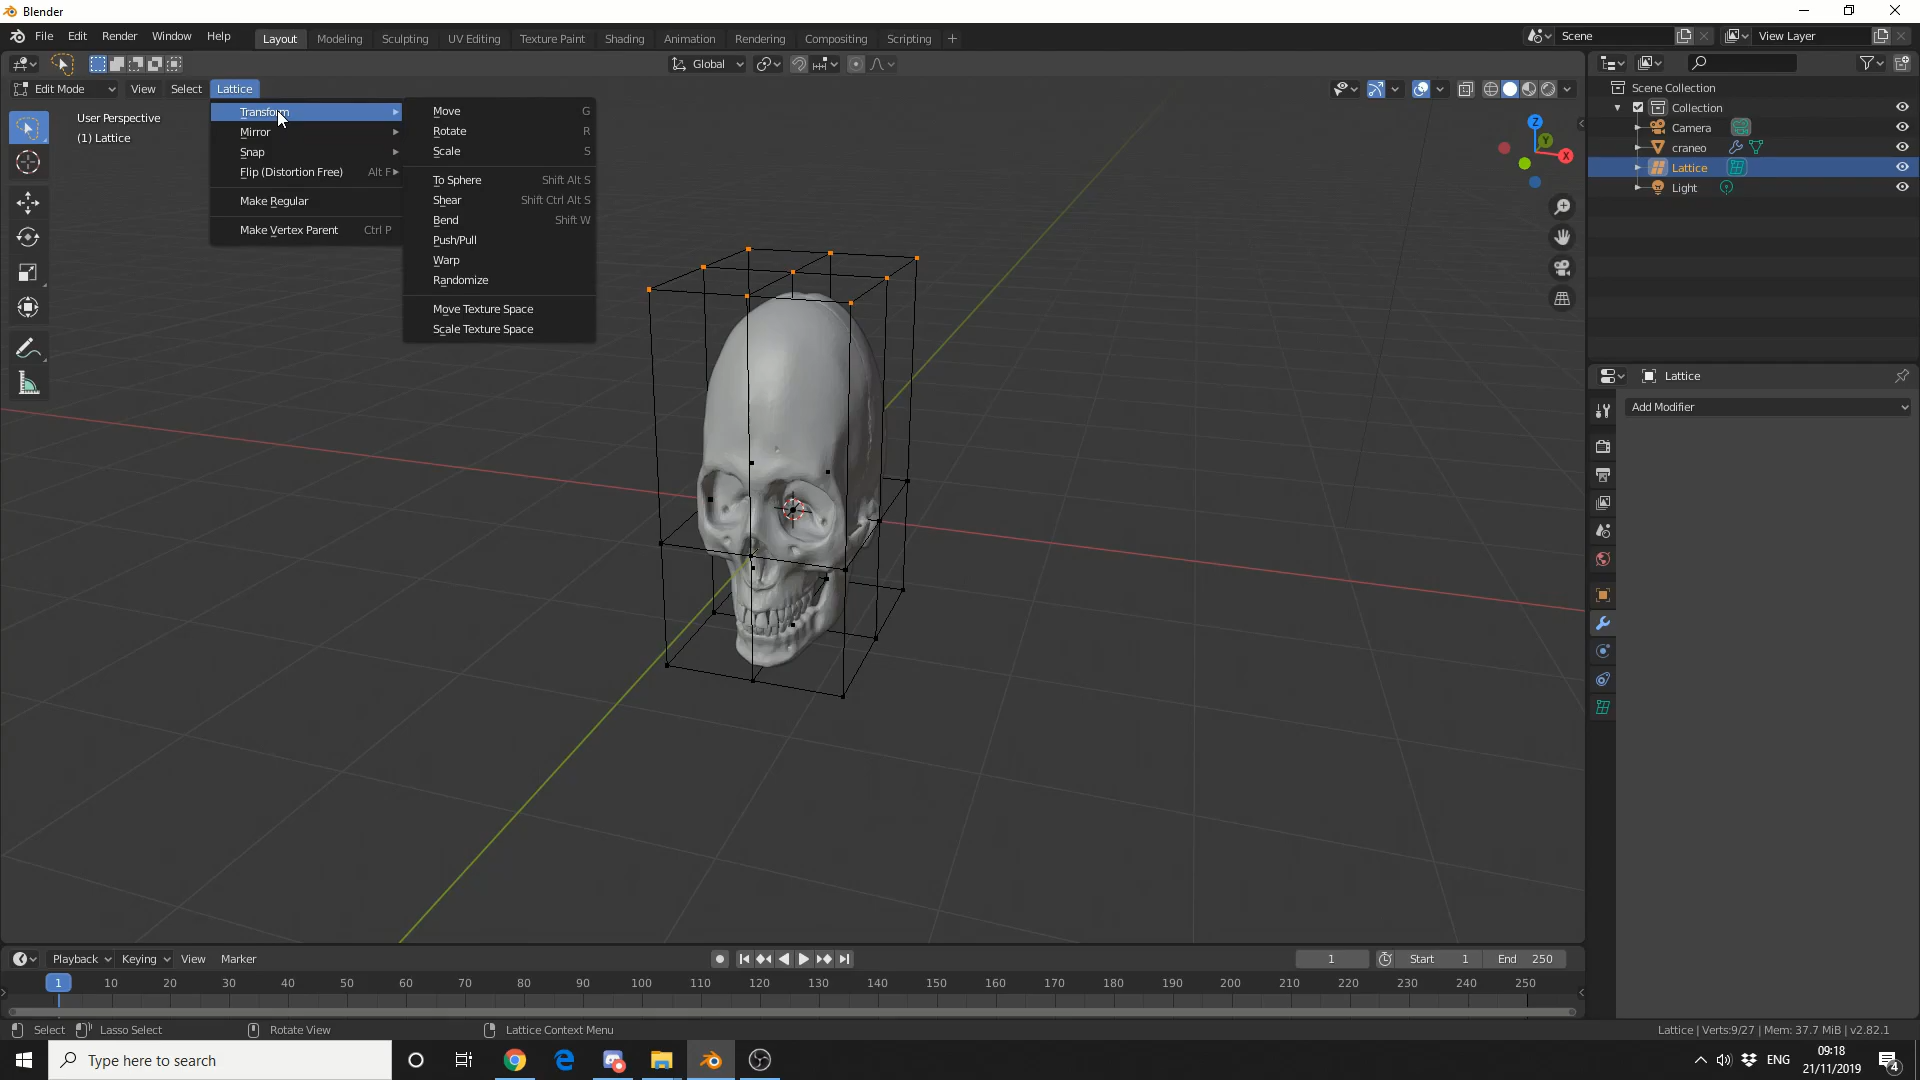 Blender
File Edit Render Window Help
Layout Modeling Sculpting UV Editing Texture Paint Shading Animation Rendering Compositing Scripting
Scene
View Layer
Global
Edit Mode View Select Lattice
User Perspective
(1) Lattice
Transform
Mirror
Snap
Flip (Distortion Free) Alt F
Make Regular
Make Vertex Parent Ctrl P
Move G
Rotate R
Scale S
To Sphere Shift Alt S
Shear Shift Ctrl Alt S
Bend Shift W
Push/Pull
Warp
Randomize
Move Texture Space
Scale Texture Space
Z
Y
X
Scene Collection
Collection
Camera
craneo
Lattice
Light
Lattice
Add Modifier
Playback Keying View Marker
1
Start 1
End 250
1 10 20 30 40 50 60 70 80 90 100 110 120 130 140 150 160 170 180 190 200 210 220 230 240 250
Select Lasso Select Rotate View Lattice Context Menu
Lattice | Verts:9/27 | Mem: 37.7 MiB | v2.82.1
Type here to search
ENG
09:18
21/11/2019
4